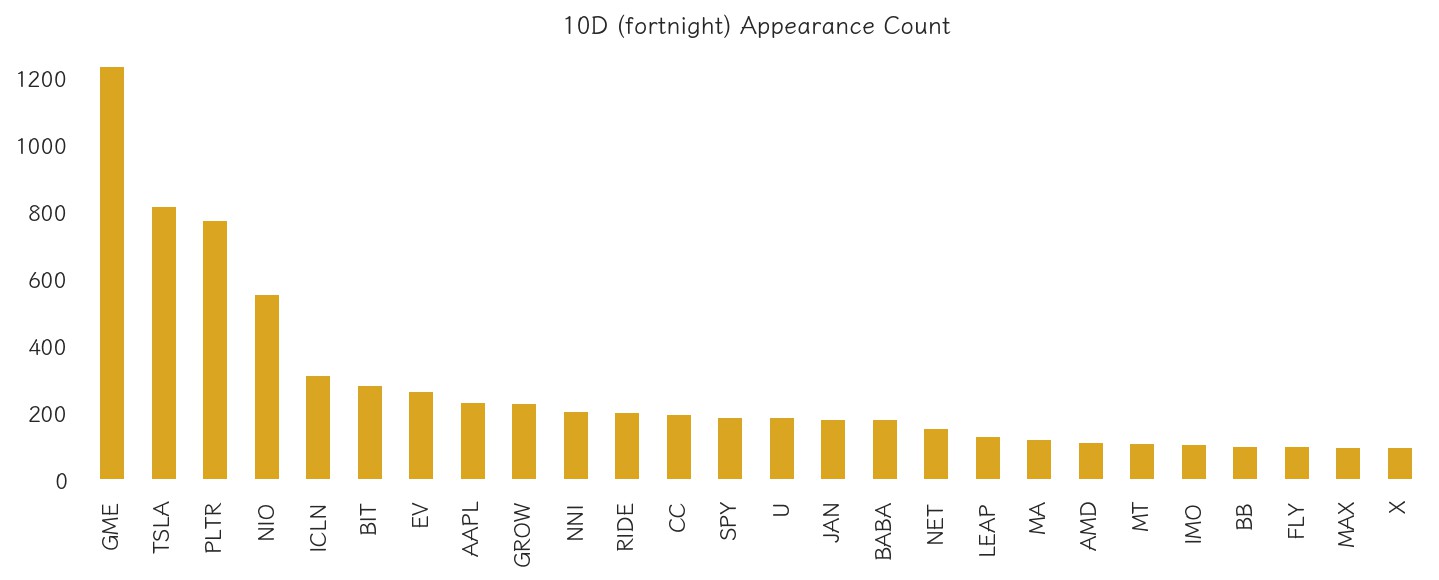 10D (fortnight) Appearance Count
1200
1000
800
600
400
200
0
GME
TSLA
PLTR
NIO
ICLN
BIT
EV
AAPL
GROW
NNI
RIDE
CC
SPY
U
JAN
BABA
NET
LEAP
MA
AMD
MT
IMO
BB
FLY
MAX
X